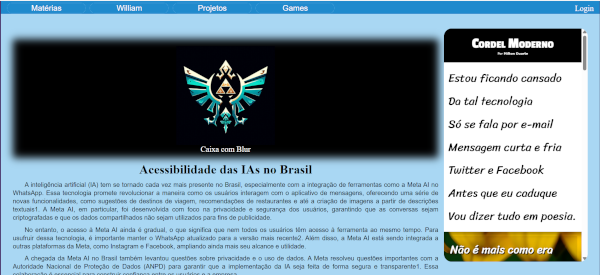 Matérias William Projetos Games Login
Caixa com Blur
Acessibilidade das IAs no Brasil
A inteligência artificial (IA) tem se tornado cada vez mais presente no Brasil, especialmente com a integração de ferramentas como a Meta AI no
WhatsApp. Essa tecnologia promete revolucionar a maneira como os usuários interagem com o aplicativo de mensagens, oferecendo uma série de
novas funcionalidades, como sugestões de destinos de viagem, recomendações de restaurantes e até a criação de imagens a partir de descrições
textuais1. A Meta AI, em particular, foi desenvolvida com foco na privacidade e segurança dos usuários, garantindo que as conversas sejam
criptografadas e que os dados compartilhados não sejam utilizados para fins de publicidade.
No entanto, o acesso à Meta AI ainda é gradual, o que significa que nem todos os usuários têm acesso à ferramenta ao mesmo tempo. Para
usufruir dessa tecnologia, é importante manter o WhatsApp atualizado para a versão mais recente2. Além disso, a Meta AI está sendo integrada a
outras plataformas da Meta, como Instagram e Facebook, ampliando ainda mais seu alcance e utilidade.
A chegada da Meta AI no Brasil também levantou questões sobre privacidade e o uso de dados. A Meta resolveu questões importantes com a
Autoridade Nacional de Proteção de Dados (ANPD) para garantir que a implementação da IA seja feita de forma segura e transparente1. Essa
Cordel Moderno
Por Milton Duarte
Estou ficando cansado
Da tal tecnologia
Só se fala por e-mail
Mensagem curta e fria
Twitter e Facebook
Antes que eu caduque
Vou dizer tudo em poesia.
Não é mais como era